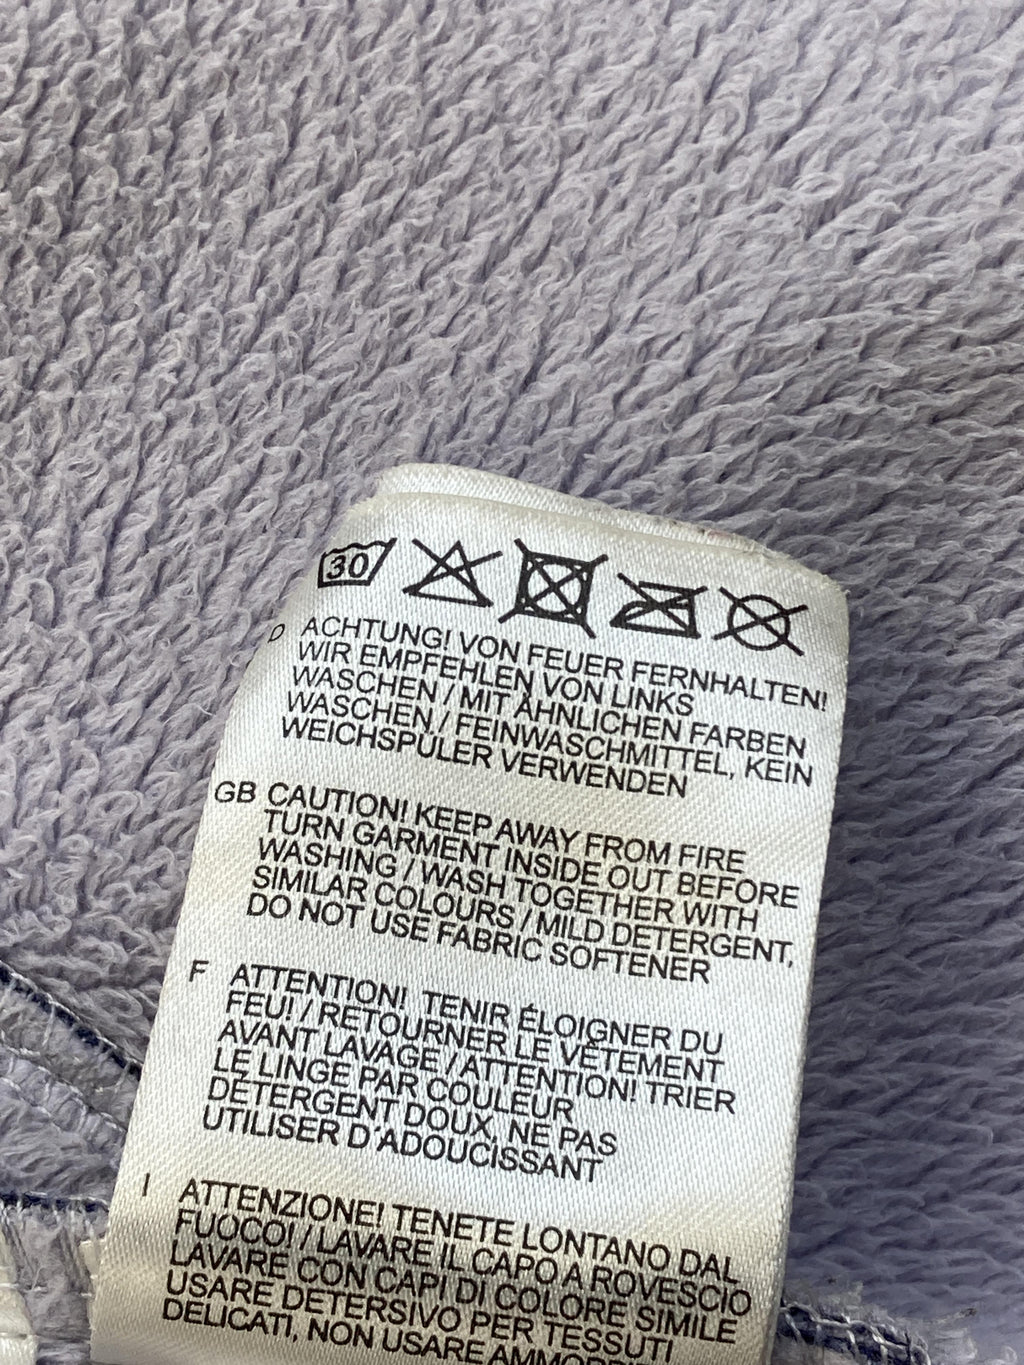 30
D ACHTUNG! VON FEUER FERNHALTEN!
WIR EMPFEHLEN VON LINKS
WASCHEN / MIT ÄHNLICHEN FARBEN
WASCHEN / FEINWASCHMITTEL, KEIN
WEICHSPÜLER VERWENDEN
GB CAUTION! KEEP AWAY FROM FIRE
TURN GARMENT INSIDE OUT BEFORE
WASHING / WASH TOGETHER WITH
SIMILAR COLOURS / MILD DETERGENT,
DO NOT USE FABRIC SOFTENER
F ATTENTION! TENIR ÉLOIGNER DU
FEU! / RETOURNER LE VÊTEMENT
AVANT LAVAGE / ATTENTION! TRIER
LE LINGE PAR COULEUR
DÉTERGENT DOUX, NE PAS
UTILISER D'ADOUCISSANT
I ATTENZIONE! TENETE LONTANO DAL
FUOCO! / LAVARE IL CAPO A ROVESCIO
LAVARE CON CAPI DI COLORE SIMILE
USARE DETERSIVO PER TESSUTI
DELICATI, NON USARE